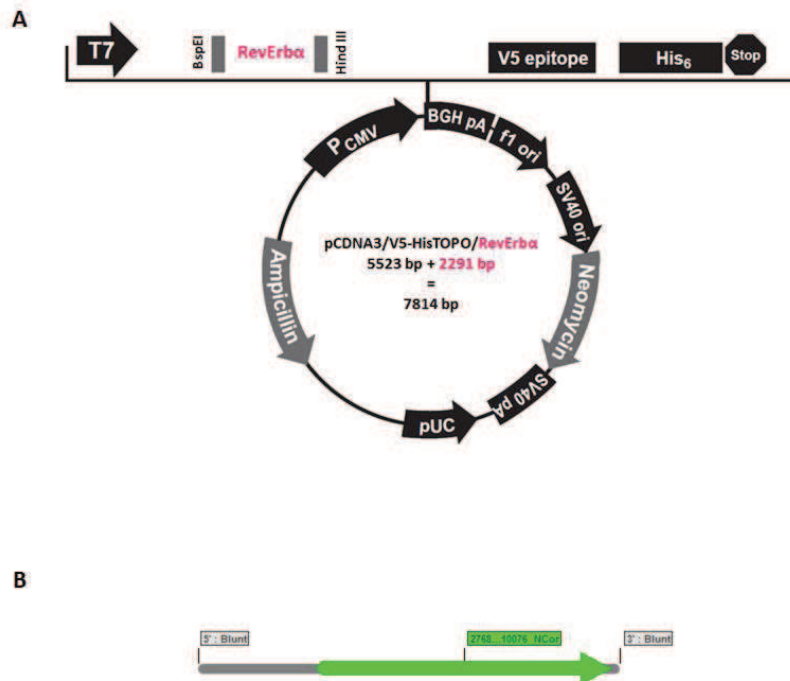 A
T7
BspEI
RevErbα
Hind III
V5 epitope
His6
Stop
PCMV
BGH pA
f1 ori
SV40 ori
Neomycin
SV40 pA
pUC
Ampicillin
pCDNA3/V5-HisTOPO/RevErbα
5523 bp + 2291 bp
=
7814 bp
B
5' : Blunt
2768...10076 NCor
3' : Blunt